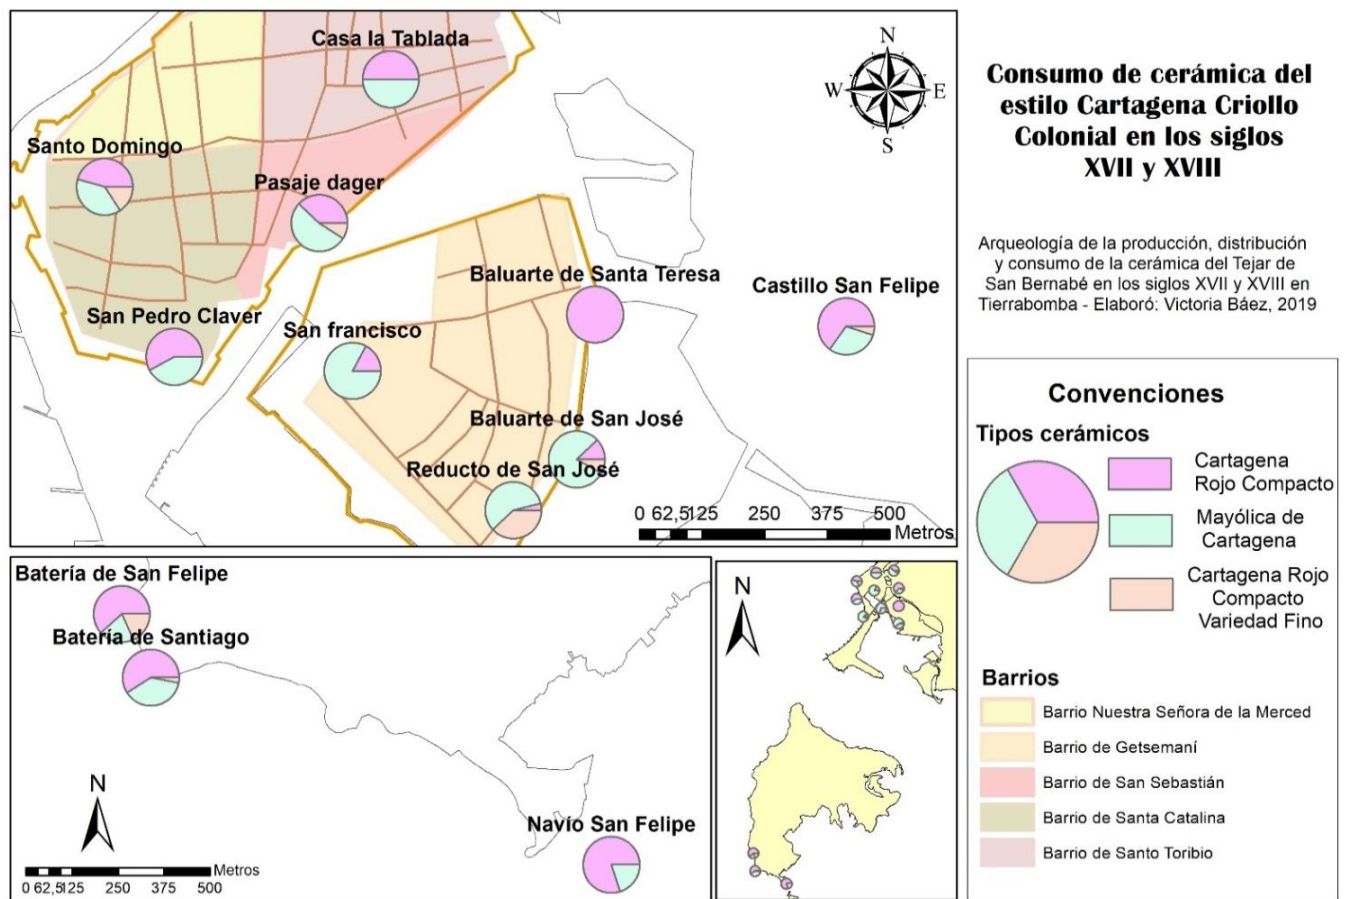 Casa la Tablada
Santo Domingo
Pasaje dager
San Pedro Claver
San francisco
Baluarte de Santa Teresa
Castillo San Felipe
Baluarte de San José
Reducto de San José
N
W E
S
0 62,5 125 250 375 500
Metros
Consumo de cerámica del
estilo Cartagena Criollo
Colonial en los siglos
XVII y XVIII
Arqueología de la producción, distribución
y consumo de la cerámica del Tejar de
San Bernabé en los siglos XVII y XVIII en
Tierrabomba - Elaboró: Victoria Báez, 2019
Convenciones
Tipos cerámicos
Cartagena
Rojo Compacto
Mayólica de
Cartagena
Cartagena Rojo
Compacto
Variedad Fino
Barrios
Barrio Nuestra Señora de la Merced
Barrio de Getsemaní
Barrio de San Sebastián
Barrio de Santa Catalina
Barrio de Santo Toribio
Batería de San Felipe
Batería de Santiago
Navío San Felipe
N
Metros
0 62,5 125 250 375 500
N